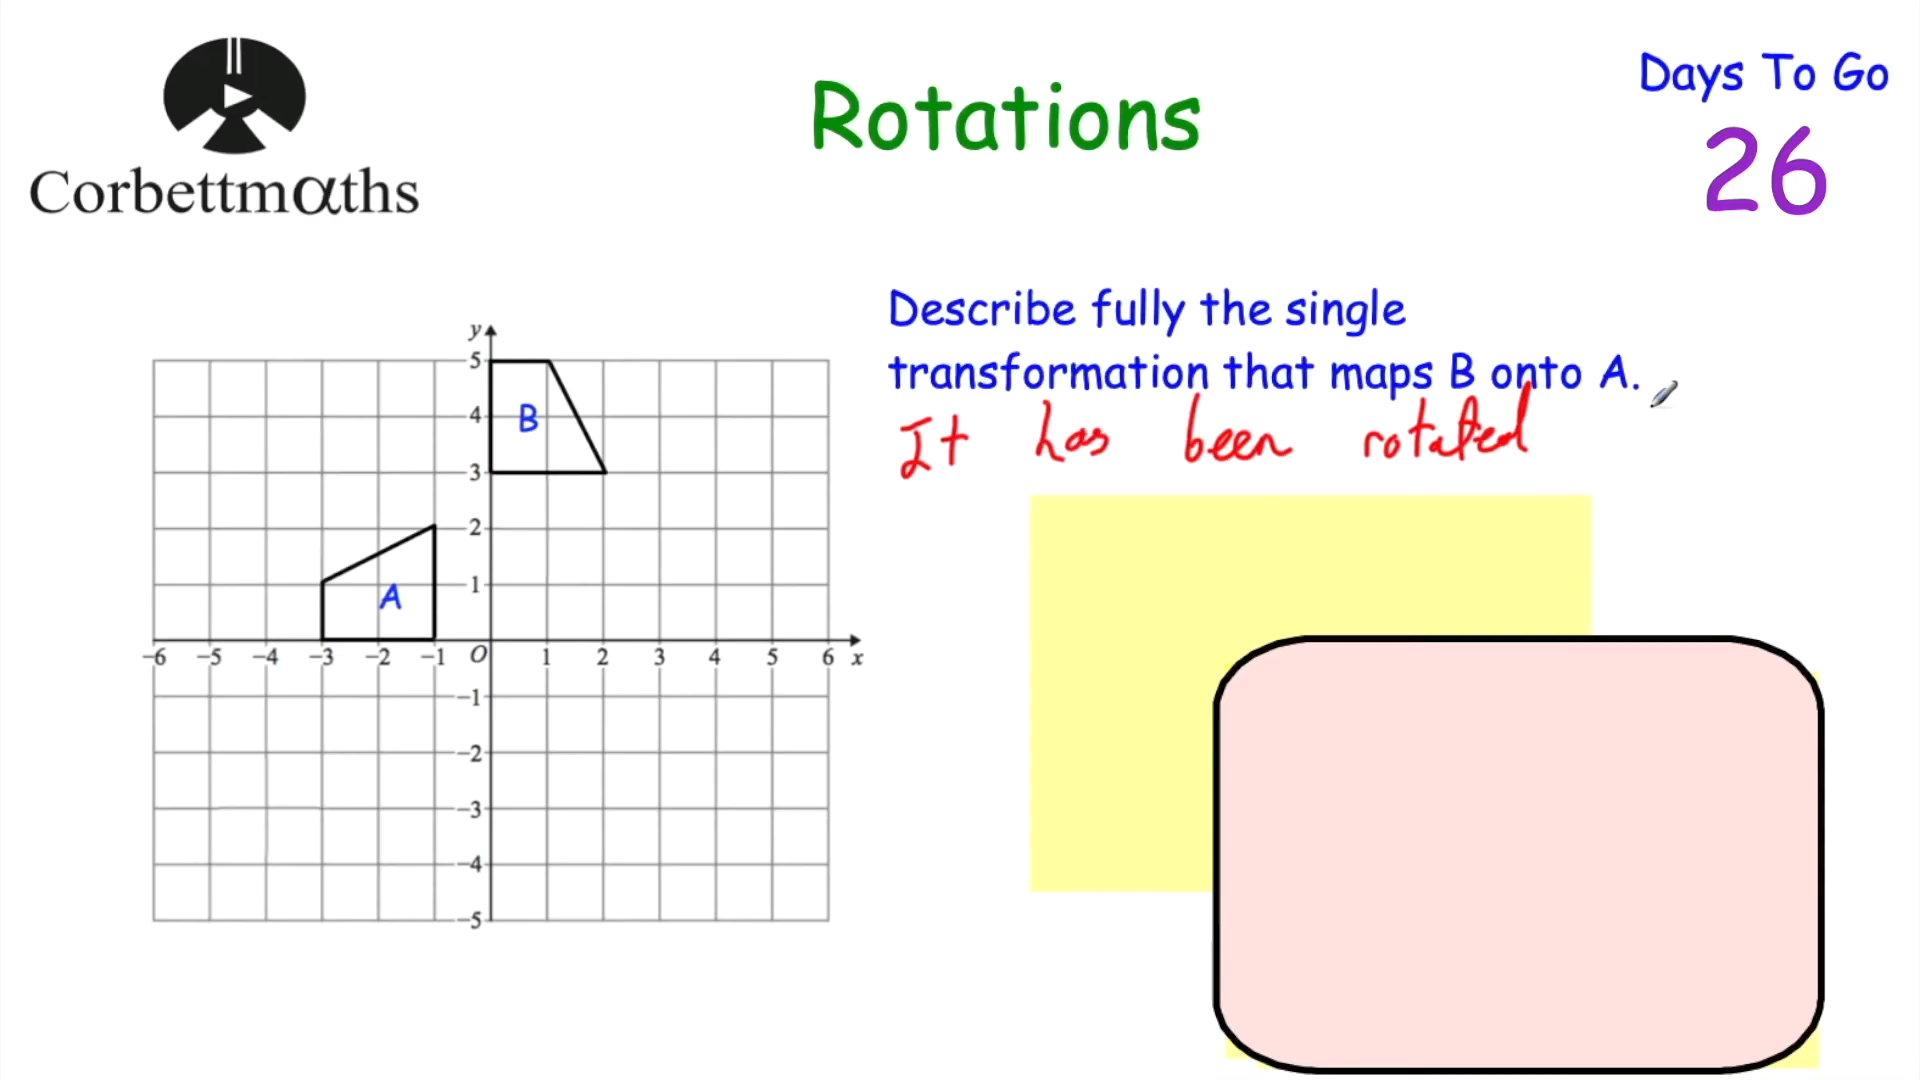 Corbettmαths
Rotations
Days To Go
26
Describe fully the single
transformation that maps B onto A.
It has been rotated
y
5
4
3
2
1
B
A
−6 −5 −4 −3 −2 −1 O 1 2 3 4 5 6 x
−1
−2
−3
−4
−5